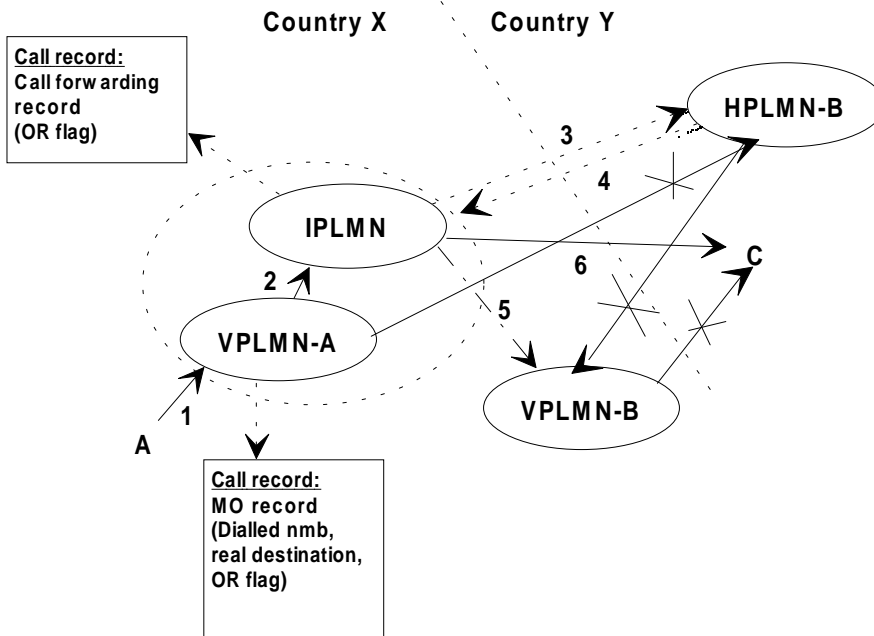 Country X
Country Y
Call record:
Call forwarding
record
(OR flag)
HPLMN-B
3
4
IPLMN
C
2
6
5
VPLMN-A
VPLMN-B
1
A
Call record:
MO record
(Dialled nmb,
real destination,
OR flag)